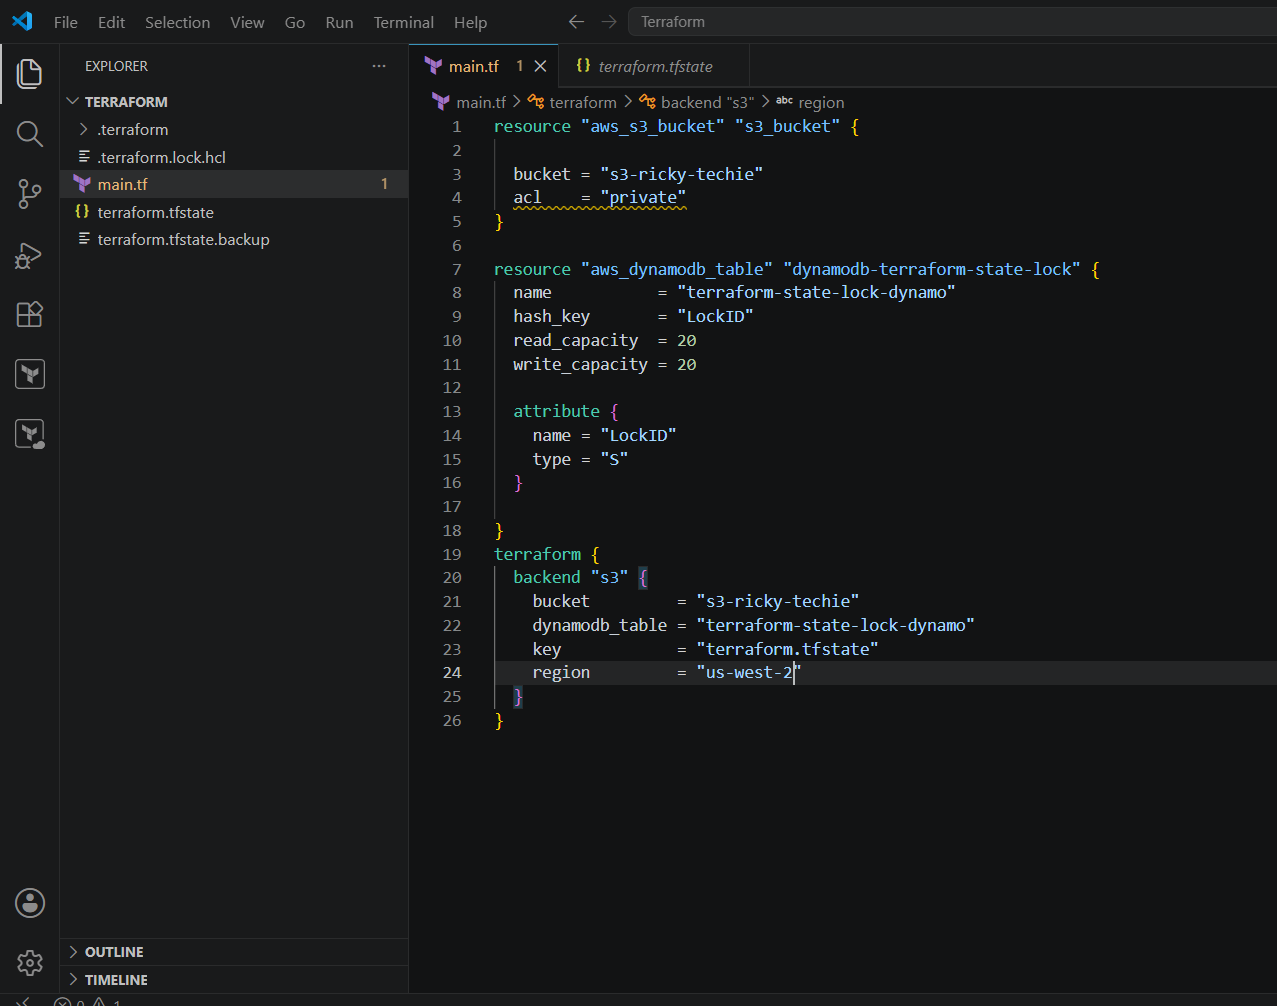 File Edit Selection View Go Run Terminal Help Terraform
EXPLORER
TERRAFORM
.terraform
.terraform.lock.hcl
main.tf 1
terraform.tfstate
terraform.tfstate.backup
OUTLINE
TIMELINE
main.tf 1 terraform.tfstate
main.tf terraform backend "s3" abc region
1 resource "aws_s3_bucket" "s3_bucket" {
2
3 bucket = "s3-ricky-techie"
4 acl    = "private"
5 }
6
7 resource "aws_dynamodb_table" "dynamodb-terraform-state-lock" {
8 name           = "terraform-state-lock-dynamo"
9 hash_key       = "LockID"
10 read_capacity  = 20
11 write_capacity = 20
12
13 attribute {
14 name = "LockID"
15 type = "S"
16 }
17
18 }
19 terraform {
20 backend "s3" {
21 bucket         = "s3-ricky-techie"
22 dynamodb_table = "terraform-state-lock-dynamo"
23 key            = "terraform.tfstate"
24 region         = "us-west-2"
25 }
26 }